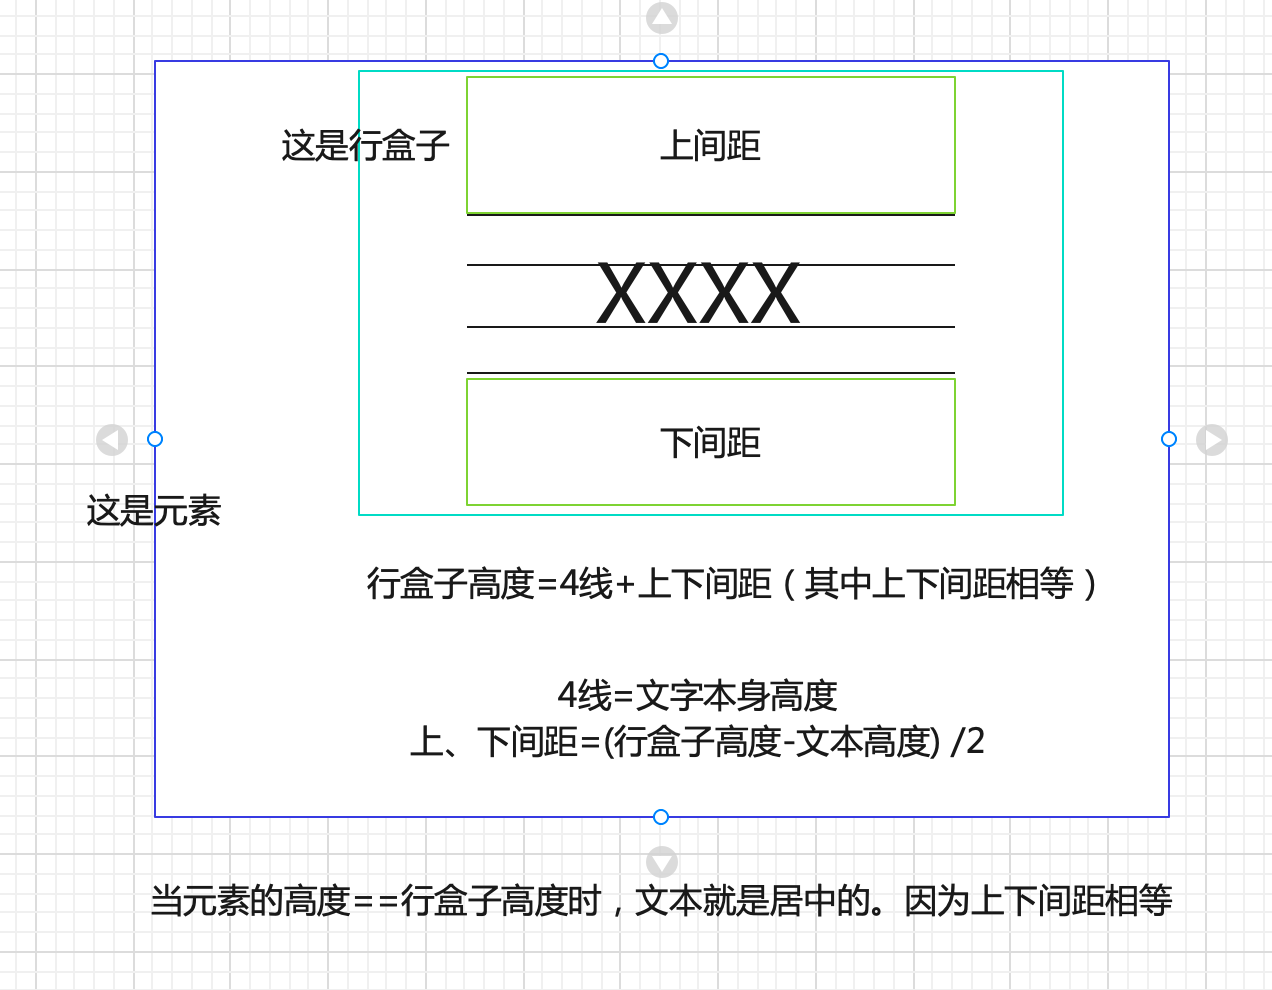 这是行盒子
上间距
XXXX
下间距
这是元素
行盒子高度=4线+上下间距（其中上下间距相等）
4线=文字本身高度
上、下间距=(行盒子高度-文本高度) /2
当元素的高度==行盒子高度时，文本就是居中的。因为上下间距相等